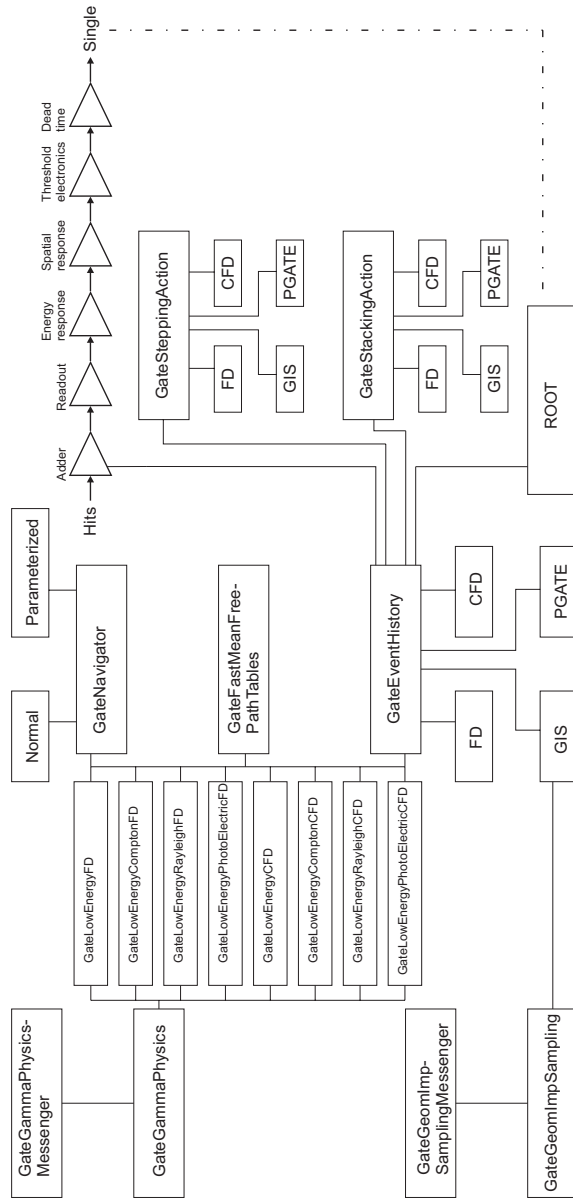 GateGammaPhysics-
Messenger
GateGammaPhysics
GateGeomImp-
SamplingMessenger
GateGeomImpSampling
GateLowEnergyFD
GateLowEnergyComptonFD
GateLowEnergyRayleighFD
GateLowEnergyPhotoElectricFD
GateLowEnergyCFD
GateLowEnergyComptonCFD
GateLowEnergyRayleighCFD
GateLowEnergyPhotoElectricCFD
Normal
Parameterized
GateNavigator
GateFastMeanFree-
PathTables
GateEventHistory
FD
CFD
GIS
PGATE
Hits
Adder
Readout
Energy
response
Spatial
response
Threshold
electronics
Dead
time
Single
GateSteppingAction
FD
CFD
GIS
PGATE
GateStackingAction
FD
CFD
GIS
PGATE
ROOT